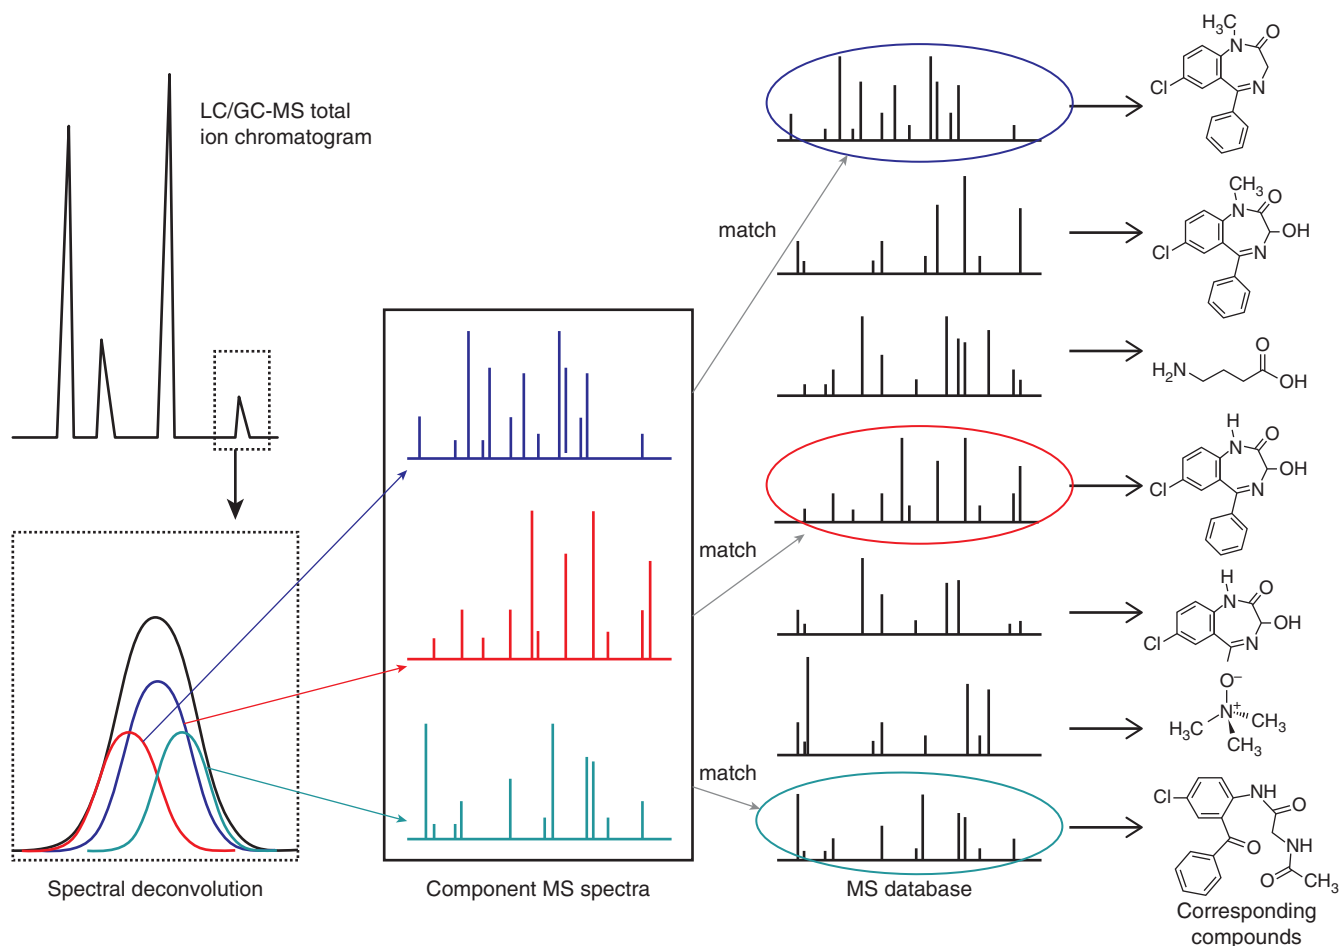 LC/GC-MS total
ion chromatogram
Spectral deconvolution
Component MS spectra
match
match
match
MS database
H₃C
N
O
Cl
N
CH₃
N
O
OH
Cl
N
O
H₂N
OH
H
N
O
OH
Cl
N
H
N
O
OH
Cl
N
O⁻
N⁺
H₃C
CH₃
CH₃
Cl
NH
O
O
NH
O
CH₃
Corresponding
compounds